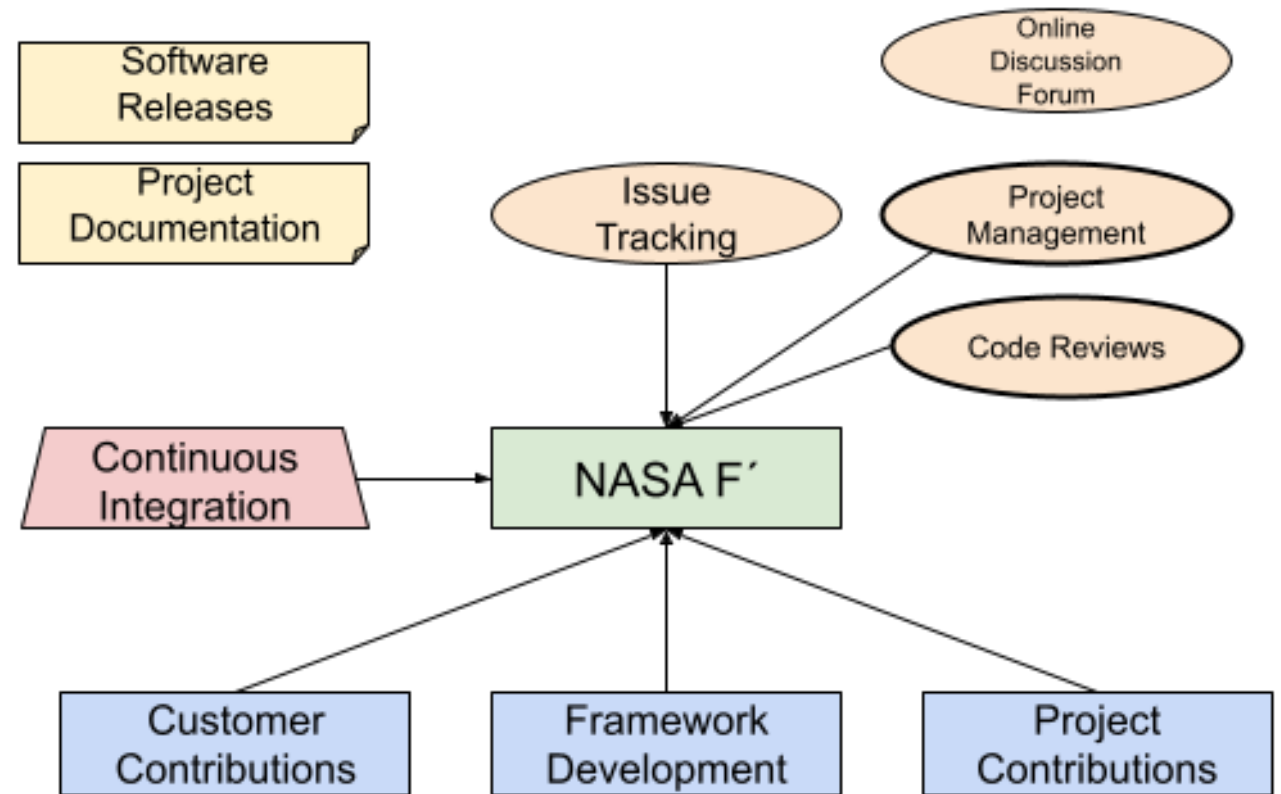 Software
Releases
Project
Documentation
Online
Discussion
Forum
Issue
Tracking
Project
Management
Code Reviews
Continuous
Integration
NASA F´
Customer
Contributions
Framework
Development
Project
Contributions